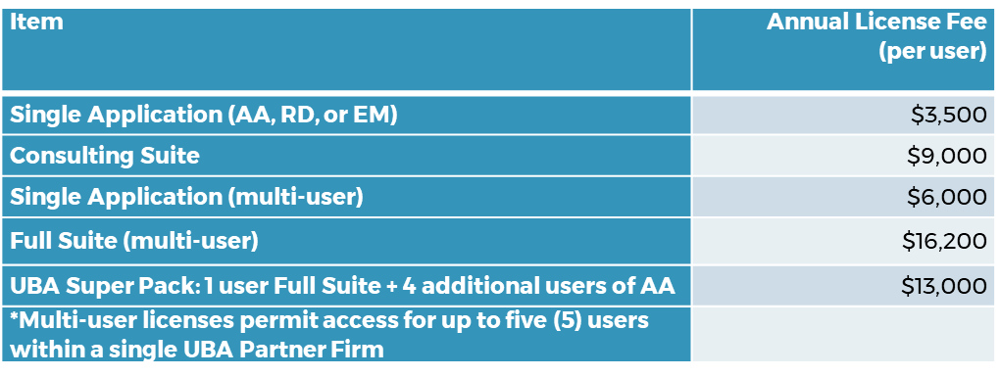 Item
Annual License Fee
(per user)
Single Application (AA, RD, or EM)
$3,500
Consulting Suite
$9,000
Single Application (multi-user)
$6,000
Full Suite (multi-user)
$16,200
UBA Super Pack: 1 user Full Suite + 4 additional users of AA
$13,000
*Multi-user licenses permit access for up to five (5) users
within a single UBA Partner Firm